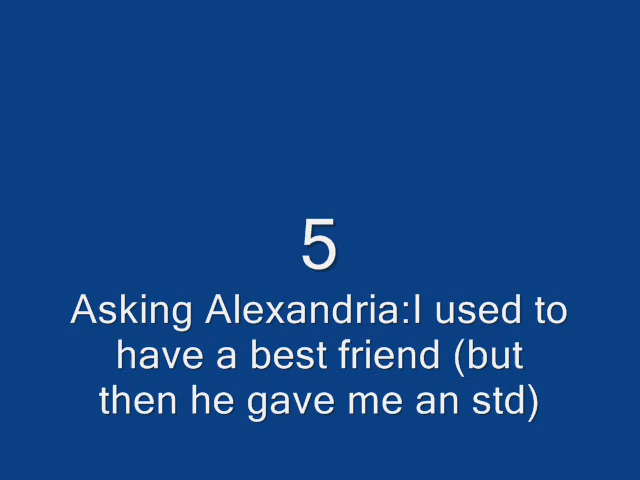 5
Asking Alexandria:I used to
have a best friend (but
then he gave me an std)